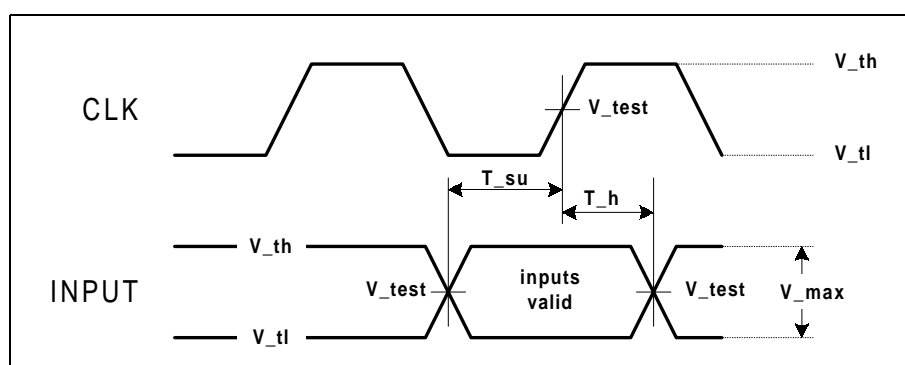 V_th
CLK
V_test
V_tl
T_su
T_h
V_th
INPUT
V_test
inputs
valid
V_test
V_max
V_tl